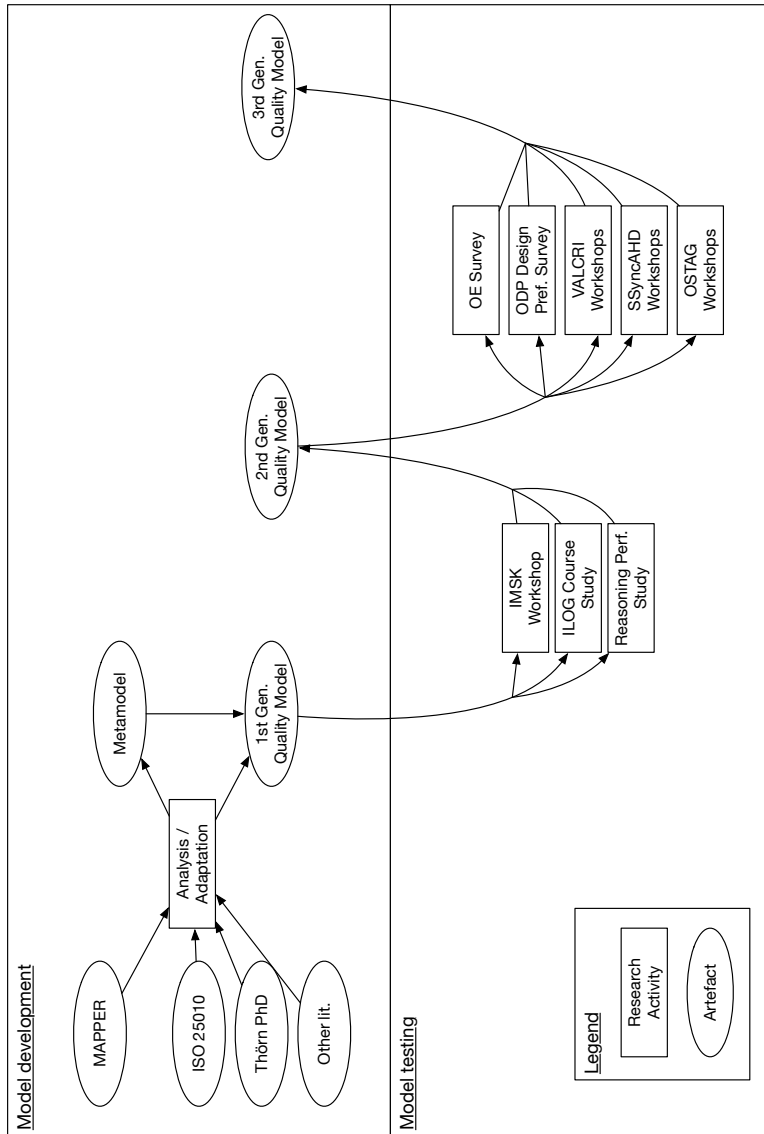 Model development
MAPPER
ISO 25010
Thörn PhD
Other lit.
Analysis /
Adaptation
Metamodel
1st Gen.
Quality Model
2nd Gen.
Quality Model
3rd Gen.
Quality Model
Model testing
IMSK
Workshop
ILOG Course
Study
Reasoning Perf.
Study
OE Survey
ODP Design
Pref. Survey
VALCRI
Workshops
SSyncAHD
Workshops
OSTAG
Workshops
Legend
Research
Activity
Artefact